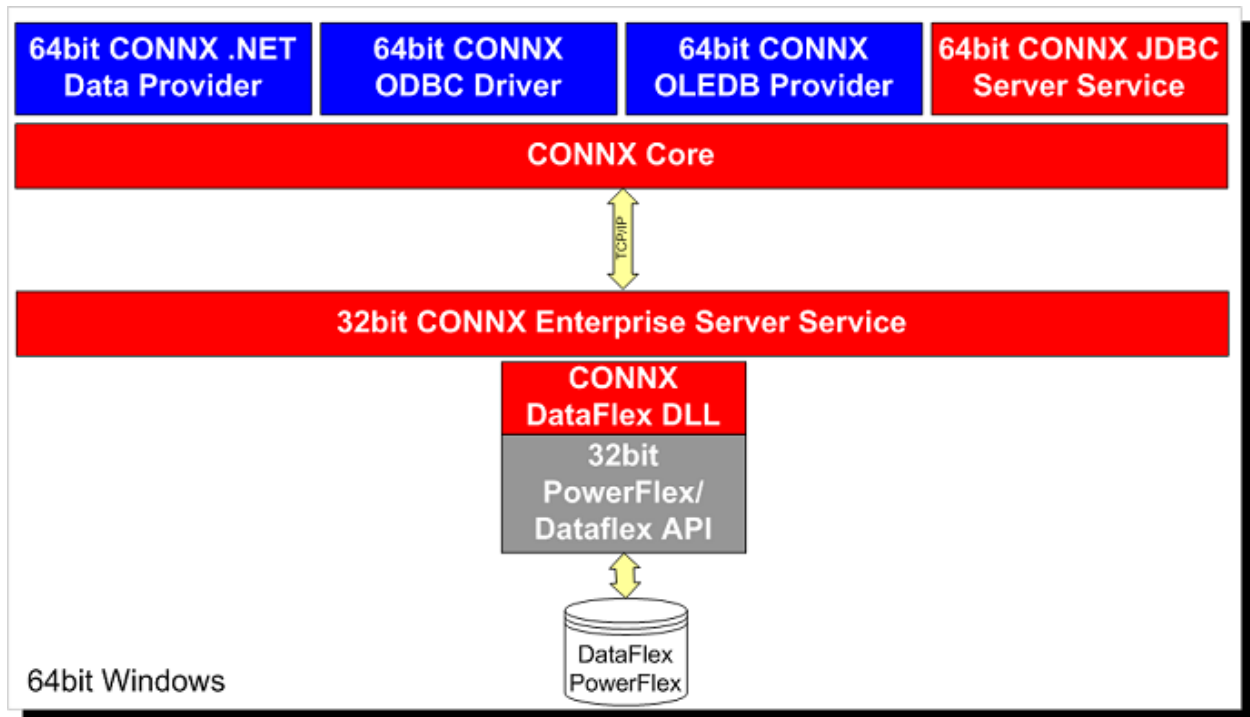 64bit CONNX .NET
Data Provider
64bit CONNX
ODBC Driver
64bit CONNX
OLEDB Provider
64bit CONNX JDBC
Server Service
CONNX Core
TCP/IP
32bit CONNX Enterprise Server Service
CONNX
DataFlex DLL
32bit
PowerFlex/
Dataflex API
DataFlex
PowerFlex
64bit Windows